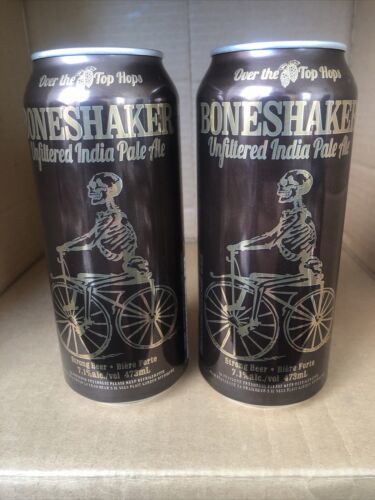 Over the Top Hops
BONESHAKER
Unfiltered India Pale Ale
Strong Beer • Bière Forte
7.1%alc./vol 473mL
Over the Top Hops
BONESHAKER
Unfiltered India Pale Ale
Strong Beer • Bière Forte
7.1%alc./vol 473mL